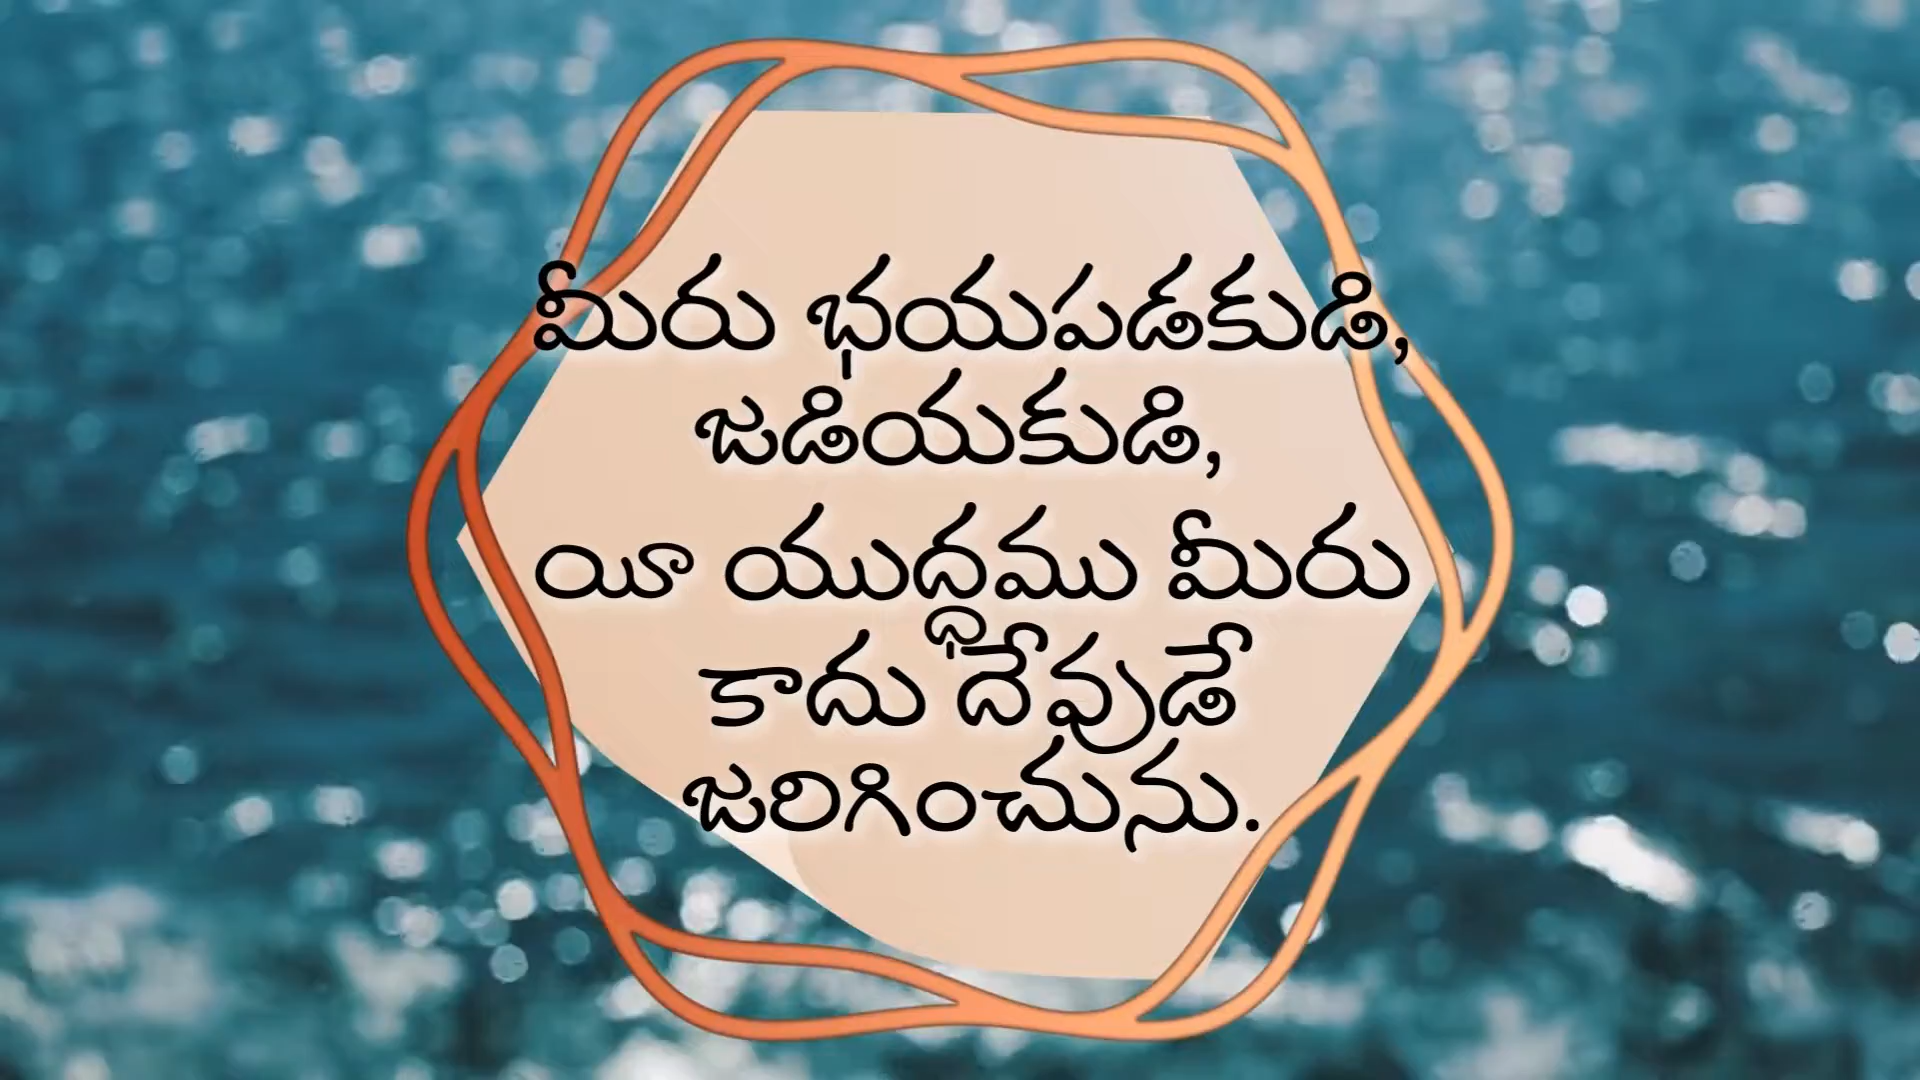 మీరు భయపడకుడి,
జడియకుడి,
యీ యుద్ధము మీరు
కాదు దేవుడే
జరిగించును.